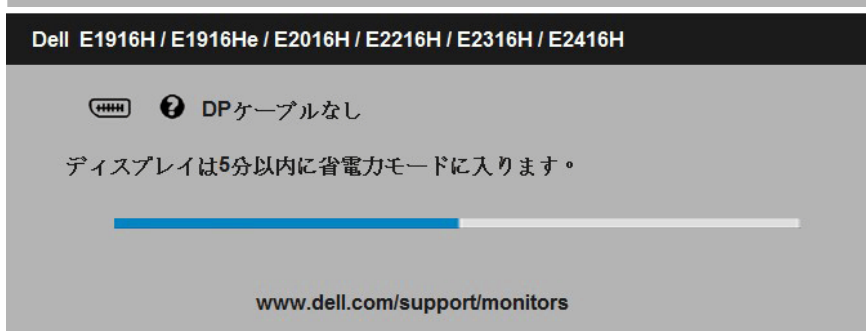 Dell E1916H / E1916He / E2016H / E2216H / E2316H / E2416H
DPケーブルなし
ディスプレイは5分以内に省電力モードに入ります。
www.dell.com/support/monitors